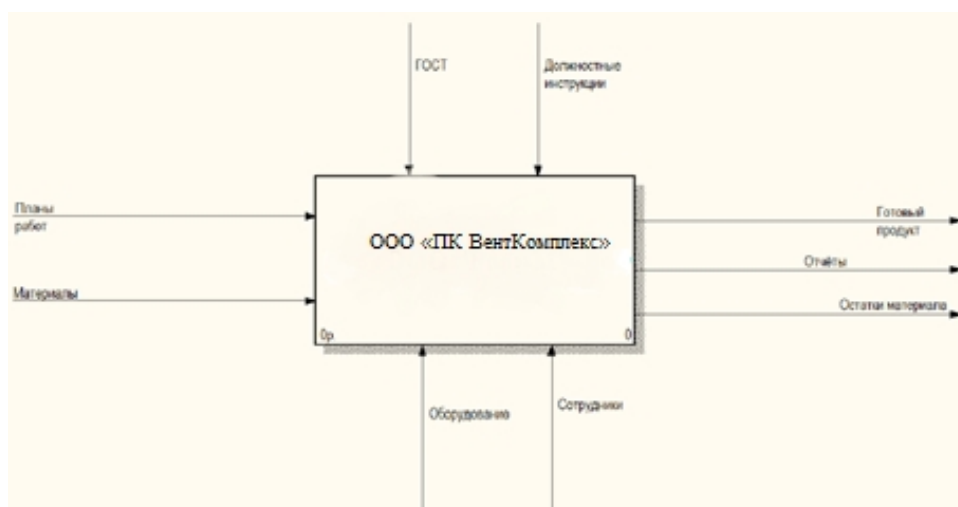 ГОСТ
Должностные
инструкции
Планы
работ
Материалы
ООО «ПК ВентКомплекс»
Готовый
продукт
Отчёты
Остатки материала
0р
0
Оборудование
Сотрудники